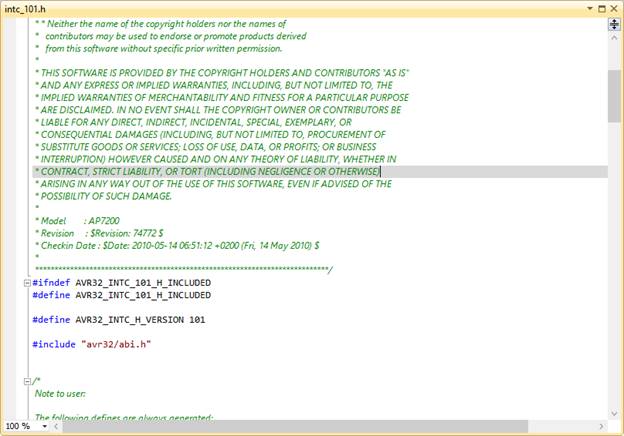 intc_101.h
* * Neither the name of the copyright holders nor the names of
* contributors may be used to endorse or promote products derived
* from this software without specific prior written permission.
*
* THIS SOFTWARE IS PROVIDED BY THE COPYRIGHT HOLDERS AND CONTRIBUTORS "AS IS"
* AND ANY EXPRESS OR IMPLIED WARRANTIES, INCLUDING, BUT NOT LIMITED TO, THE
* IMPLIED WARRANTIES OF MERCHANTABILITY AND FITNESS FOR A PARTICULAR PURPOSE
* ARE DISCLAIMED. IN NO EVENT SHALL THE COPYRIGHT OWNER OR CONTRIBUTORS BE
* LIABLE FOR ANY DIRECT, INDIRECT, INCIDENTAL, SPECIAL, EXEMPLARY, OR
* CONSEQUENTIAL DAMAGES (INCLUDING, BUT NOT LIMITED TO, PROCUREMENT OF
* SUBSTITUTE GOODS OR SERVICES; LOSS OF USE, DATA, OR PROFITS; OR BUSINESS
* INTERRUPTION) HOWEVER CAUSED AND ON ANY THEORY OF LIABILITY, WHETHER IN
* CONTRACT, STRICT LIABILITY, OR TORT (INCLUDING NEGLIGENCE OR OTHERWISE)
* ARISING IN ANY WAY OUT OF THE USE OF THIS SOFTWARE, EVEN IF ADVISED OF THE
* POSSIBILITY OF SUCH DAMAGE.
*
* Model : AP7200
* Revision : $Revision: 74772 $
* Checkin Date : $Date: 2010-05-14 06:51:12 +0200 (Fri, 14 May 2010) $
*
****************************************************************************/
#ifndef AVR32_INTC_101_H_INCLUDED
#define AVR32_INTC_101_H_INCLUDED
#define AVR32_INTC_H_VERSION 101
#include "avr32/abi.h"
/*
Note to user:
The following defines are always generated:
100 %